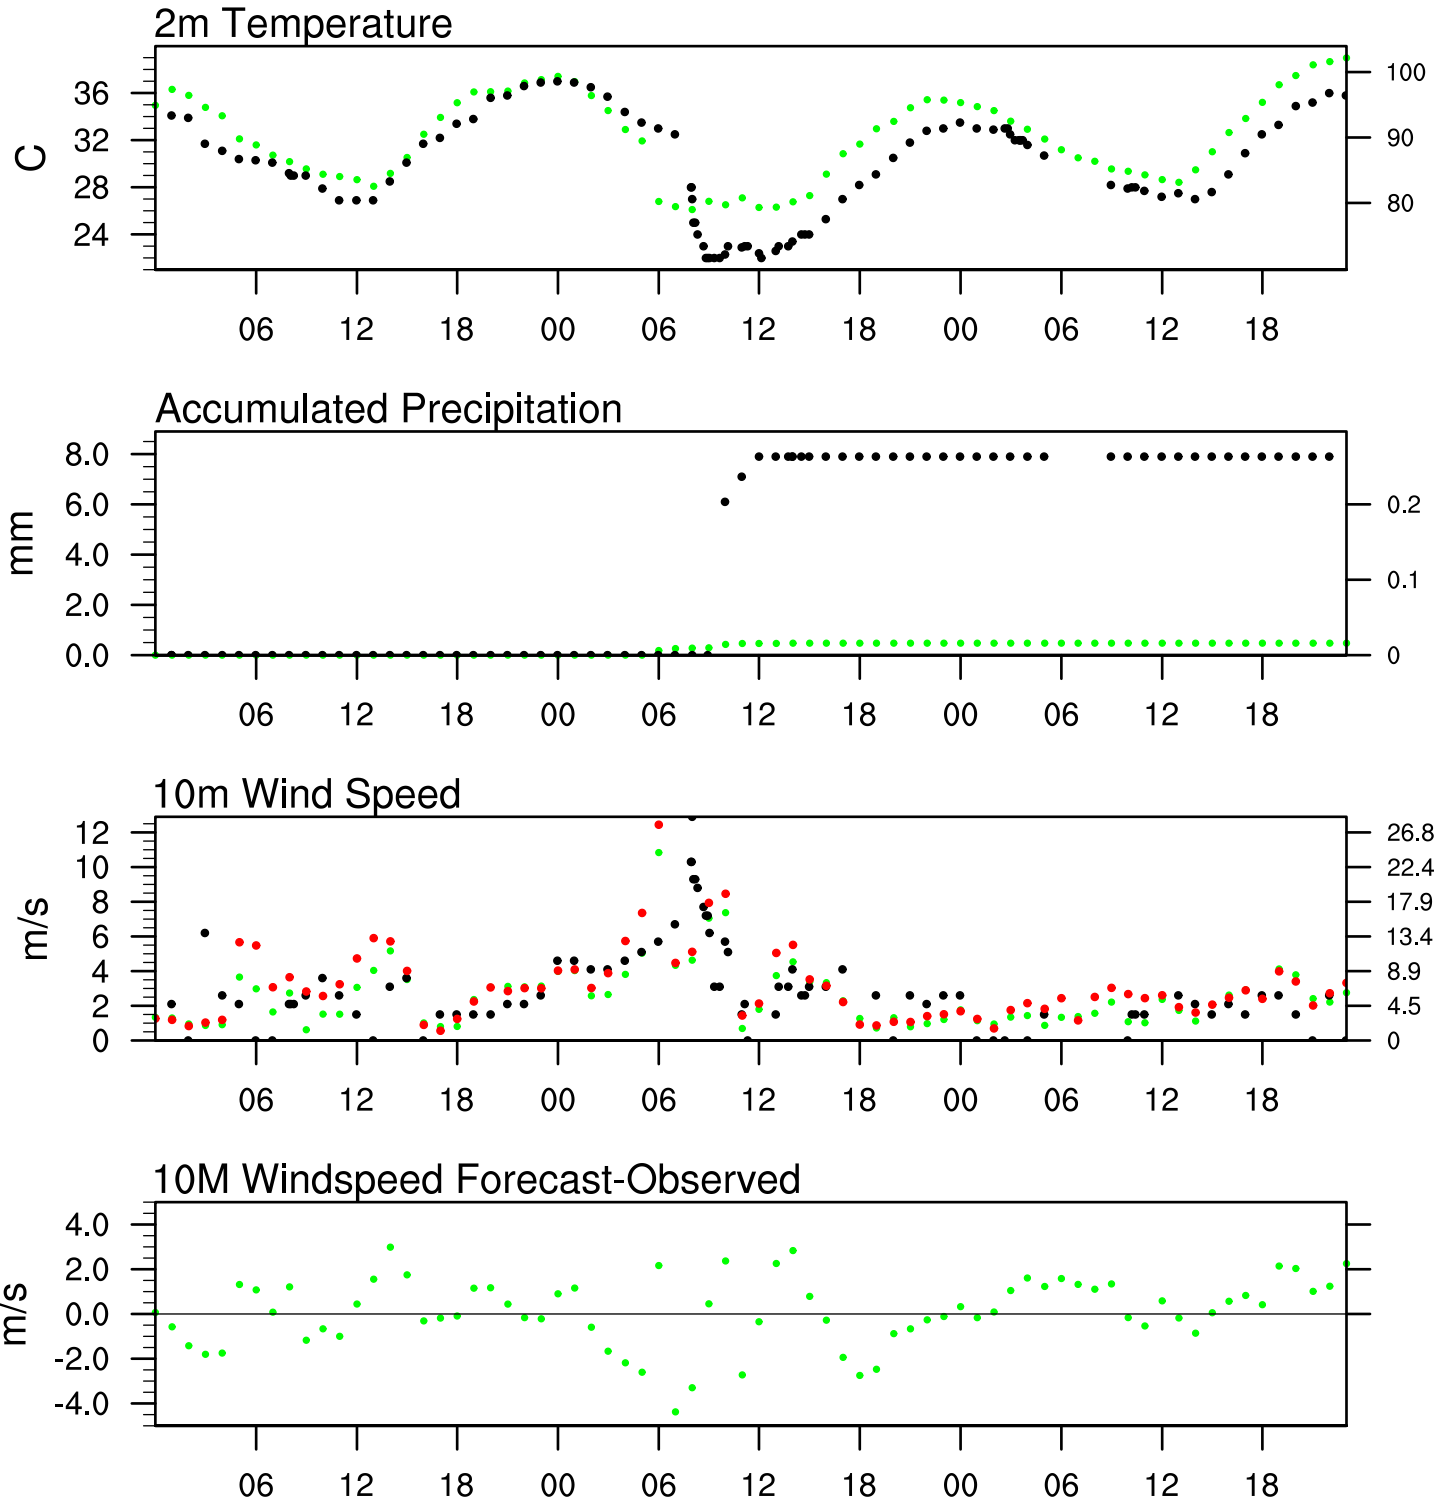 2m Temperature
36 100
32 90
28 80
24
C
06 12 18 00 06 12 18 00 06 12 18
Accumulated Precipitation
8.0
6.0 0.2
4.0 0.1
2.0
0.0 0
mm
06 12 18 00 06 12 18 00 06 12 18
10m Wind Speed
12 26.8
10 22.4
8 17.9
6 13.4
4 8.9
2 4.5
0 0
m/s
06 12 18 00 06 12 18 00 06 12 18
10M Windspeed Forecast-Observed
4.0
2.0
0.0
-2.0
-4.0
m/s
06 12 18 00 06 12 18 00 06 12 18